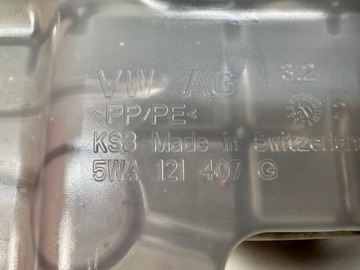 VW AG 3.2
>PP/PE<
KS3 Made in Switzerland
5WA 121 407 G